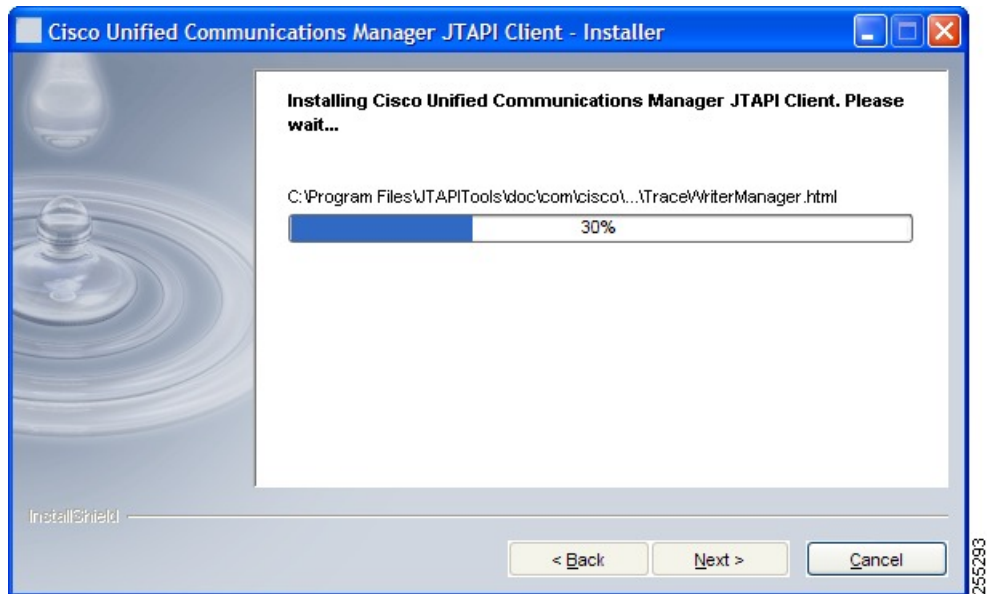 Cisco Unified Communications Manager JTAPI Client - Installer
Installing Cisco Unified Communications Manager JTAPI Client. Please
wait...
C:\Program Files\JTAPITools\doc\com\cisco\...\TraceWriterManager.html
30%
InstallShield
< Back
Next >
Cancel
255293